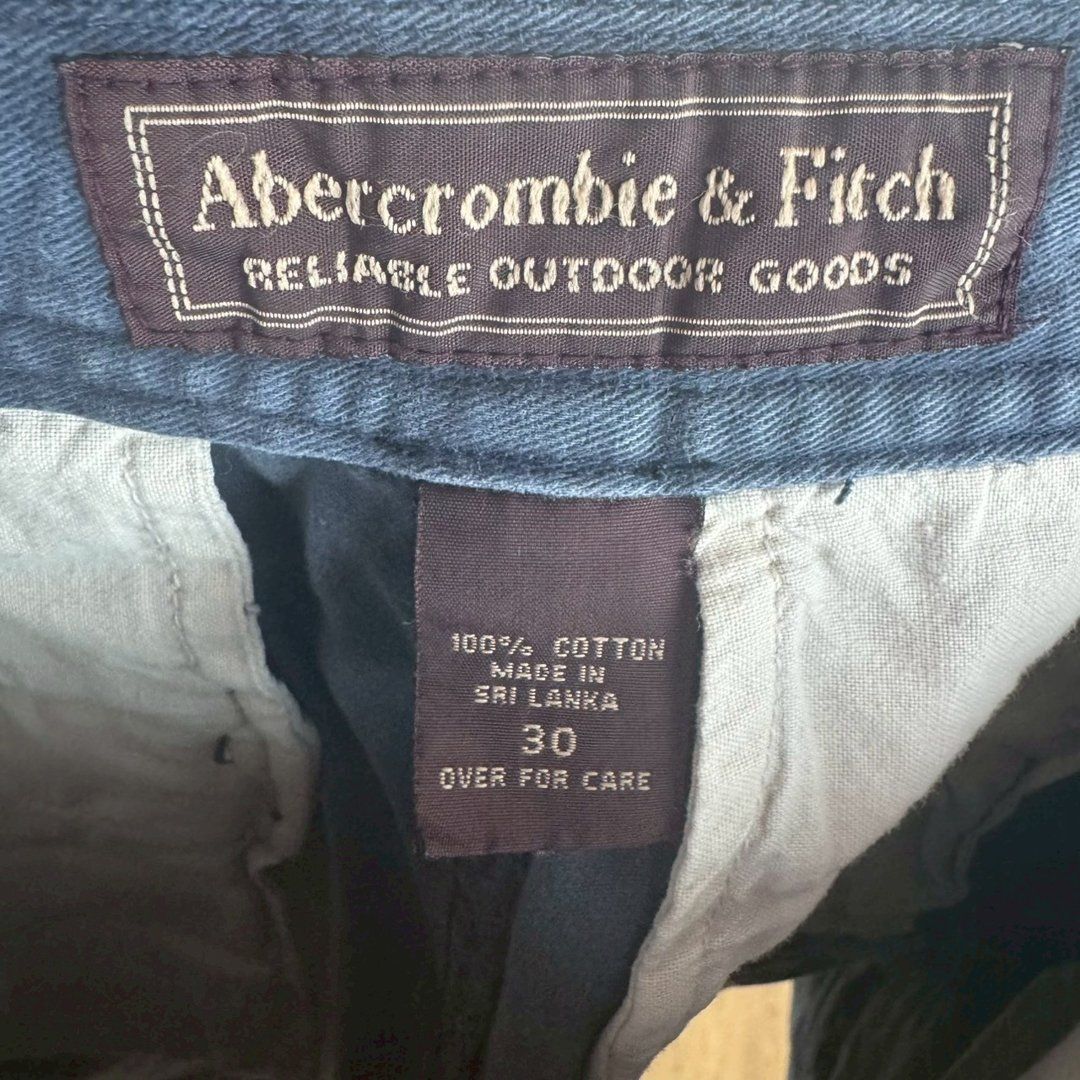 Abercrombie & Fitch
RELIABLE OUTDOOR GOODS
100% COTTON
MADE IN
SRI LANKA
30
OVER FOR CARE